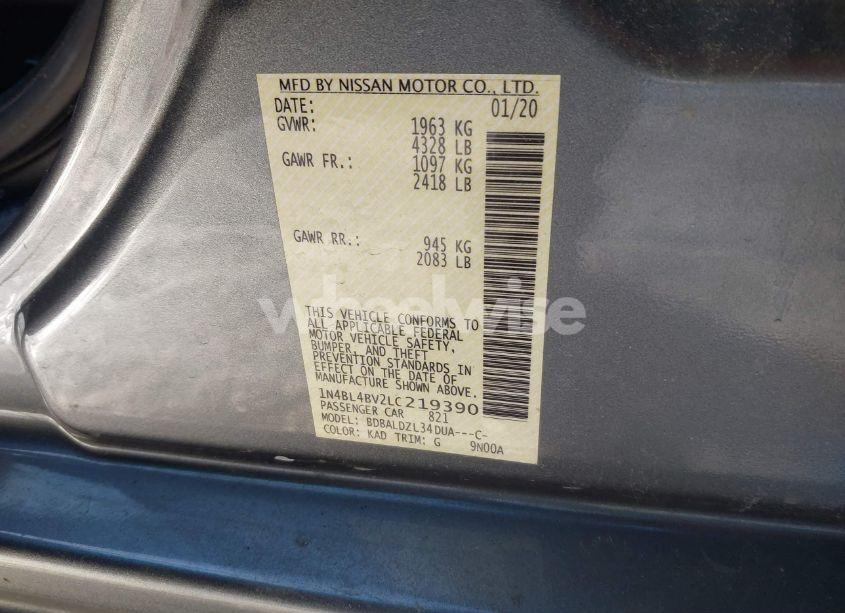 MFD BY NISSAN MOTOR CO., LTD.
DATE: 01/20
GVWR: 1963 KG
4328 LB
GAWR FR.: 1097 KG
2418 LB
GAWR RR.: 945 KG
2083 LB
wheelwise
THIS VEHICLE CONFORMS TO
ALL APPLICABLE FEDERAL
MOTOR VEHICLE SAFETY,
BUMPER, AND THEFT
PREVENTION STANDARDS IN
EFFECT ON THE DATE OF
MANUFACTURE SHOWN ABOVE.
1N4BL4BV2LC219390
PASSENGER CAR 821
MODEL: BDBALDZL34DUA---C-
COLOR: KAD TRIM: G 9N00A